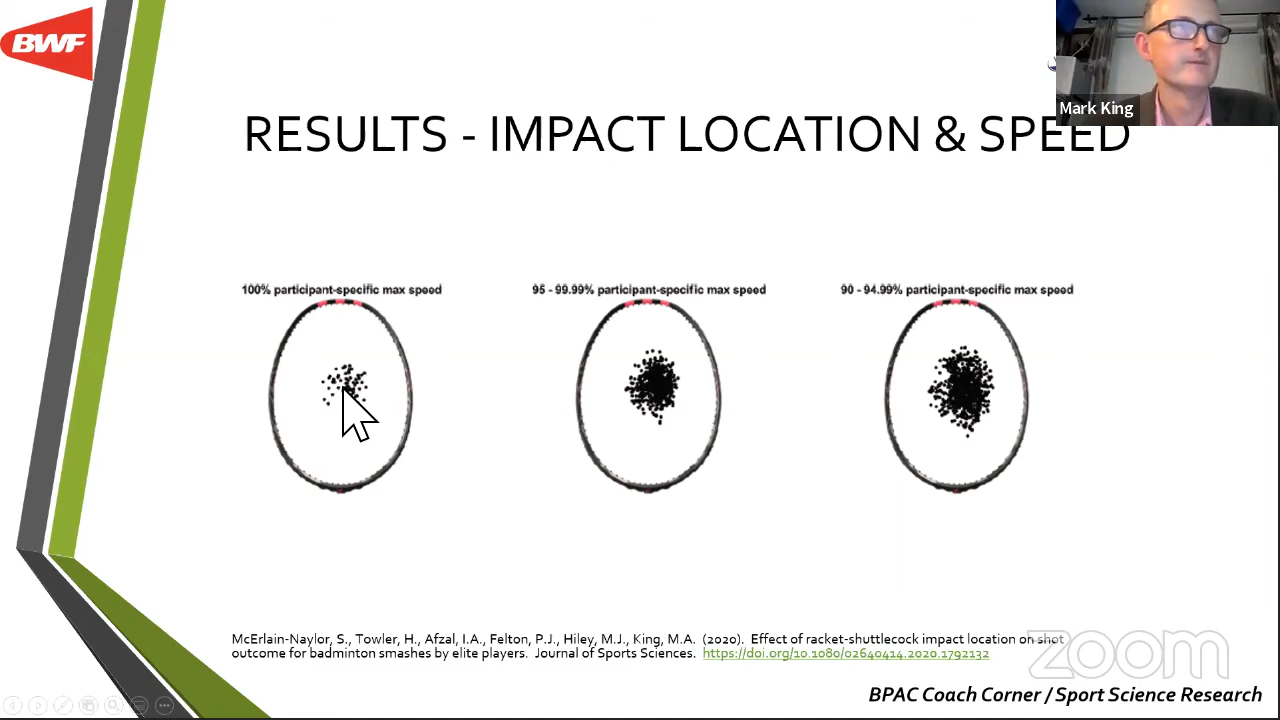 BWF
Mark King
RESULTS - IMPACT LOCATION & SPEED
100% participant-specific max speed
95 - 99.99% participant-specific max speed
90 - 94.99% participant-specific max speed
McErlain-Naylor, S., Towler, H., Afzal, I.A., Felton, P.J., Hiley, M.J., King, M.A. (2020). Effect of racket-shuttlecock impact location on shot
outcome for badminton smashes by elite players. Journal of Sports Sciences. https://doi.org/10.1080/02640414.2020.1792132
zoom
BPAC Coach Corner / Sport Science Research